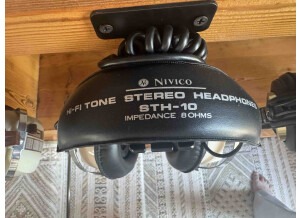 NIVICO
HI-FI TONE STEREO HEADPHONES
STH-10
IMPEDANCE 8 OHMS